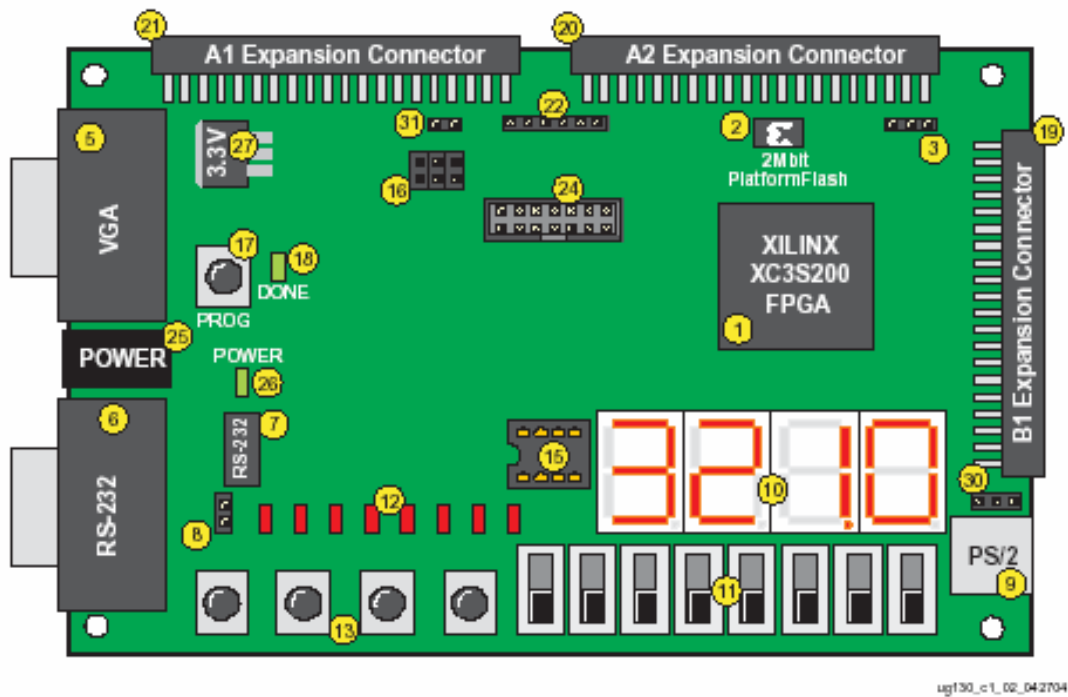 21
A1 Expansion Connector
20
A2 Expansion Connector
5
VGA
3.3V
27
31
22
2
2Mbit
PlatformFlash
3
19
B1 Expansion Connector
16
24
17
18
DONE
PROG
XILINX
XC3S200
FPGA
1
25
POWER
POWER
26
6
RS-232
7
RS-232
15
10
30
12
8
11
PS/2
9
13
ug130_c1_02_042704